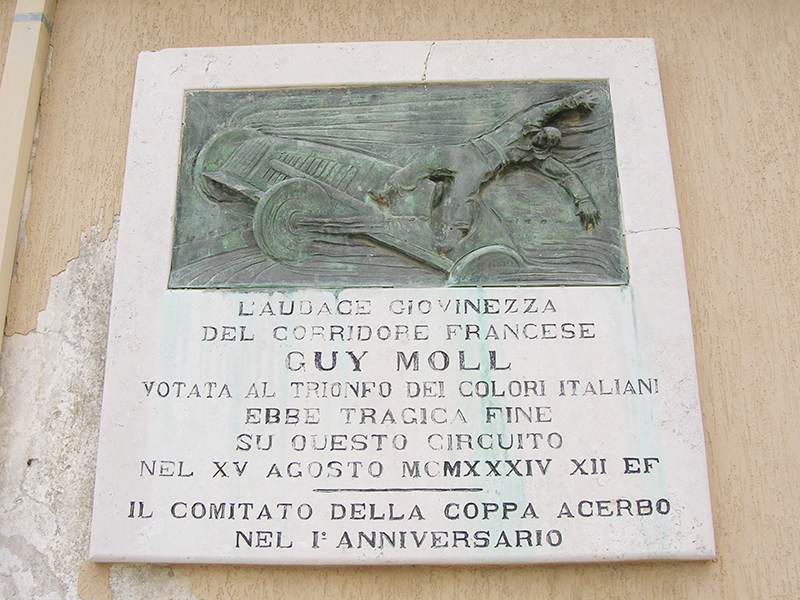 L'AUDACE GIOVINEZZA
DEL CORRIDORE FRANCESE
GUY MOLL
VOTATA AL TRIONFO DEI COLORI ITALIANI
EBBE TRAGICA FINE
SU QUESTO CIRCUITO
NEL XV AGOSTO MCMXXXIV XII EF
IL COMITATO DELLA COPPA ACERBO
NEL I° ANNIVERSARIO